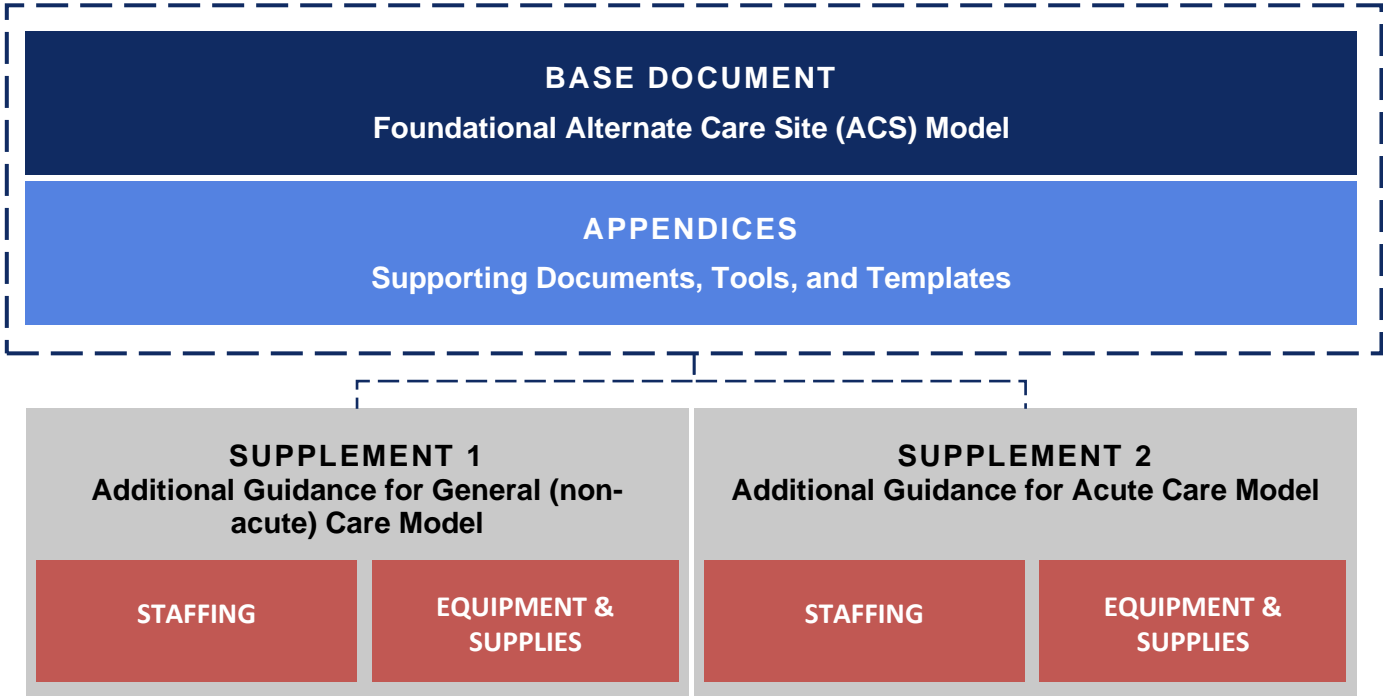 BASE DOCUMENT
Foundational Alternate Care Site (ACS) Model
APPENDICES
Supporting Documents, Tools, and Templates
SUPPLEMENT 1
Additional Guidance for General (non-
acute) Care Model
STAFFING
EQUIPMENT &
SUPPLIES
SUPPLEMENT 2
Additional Guidance for Acute Care Model
STAFFING
EQUIPMENT &
SUPPLIES